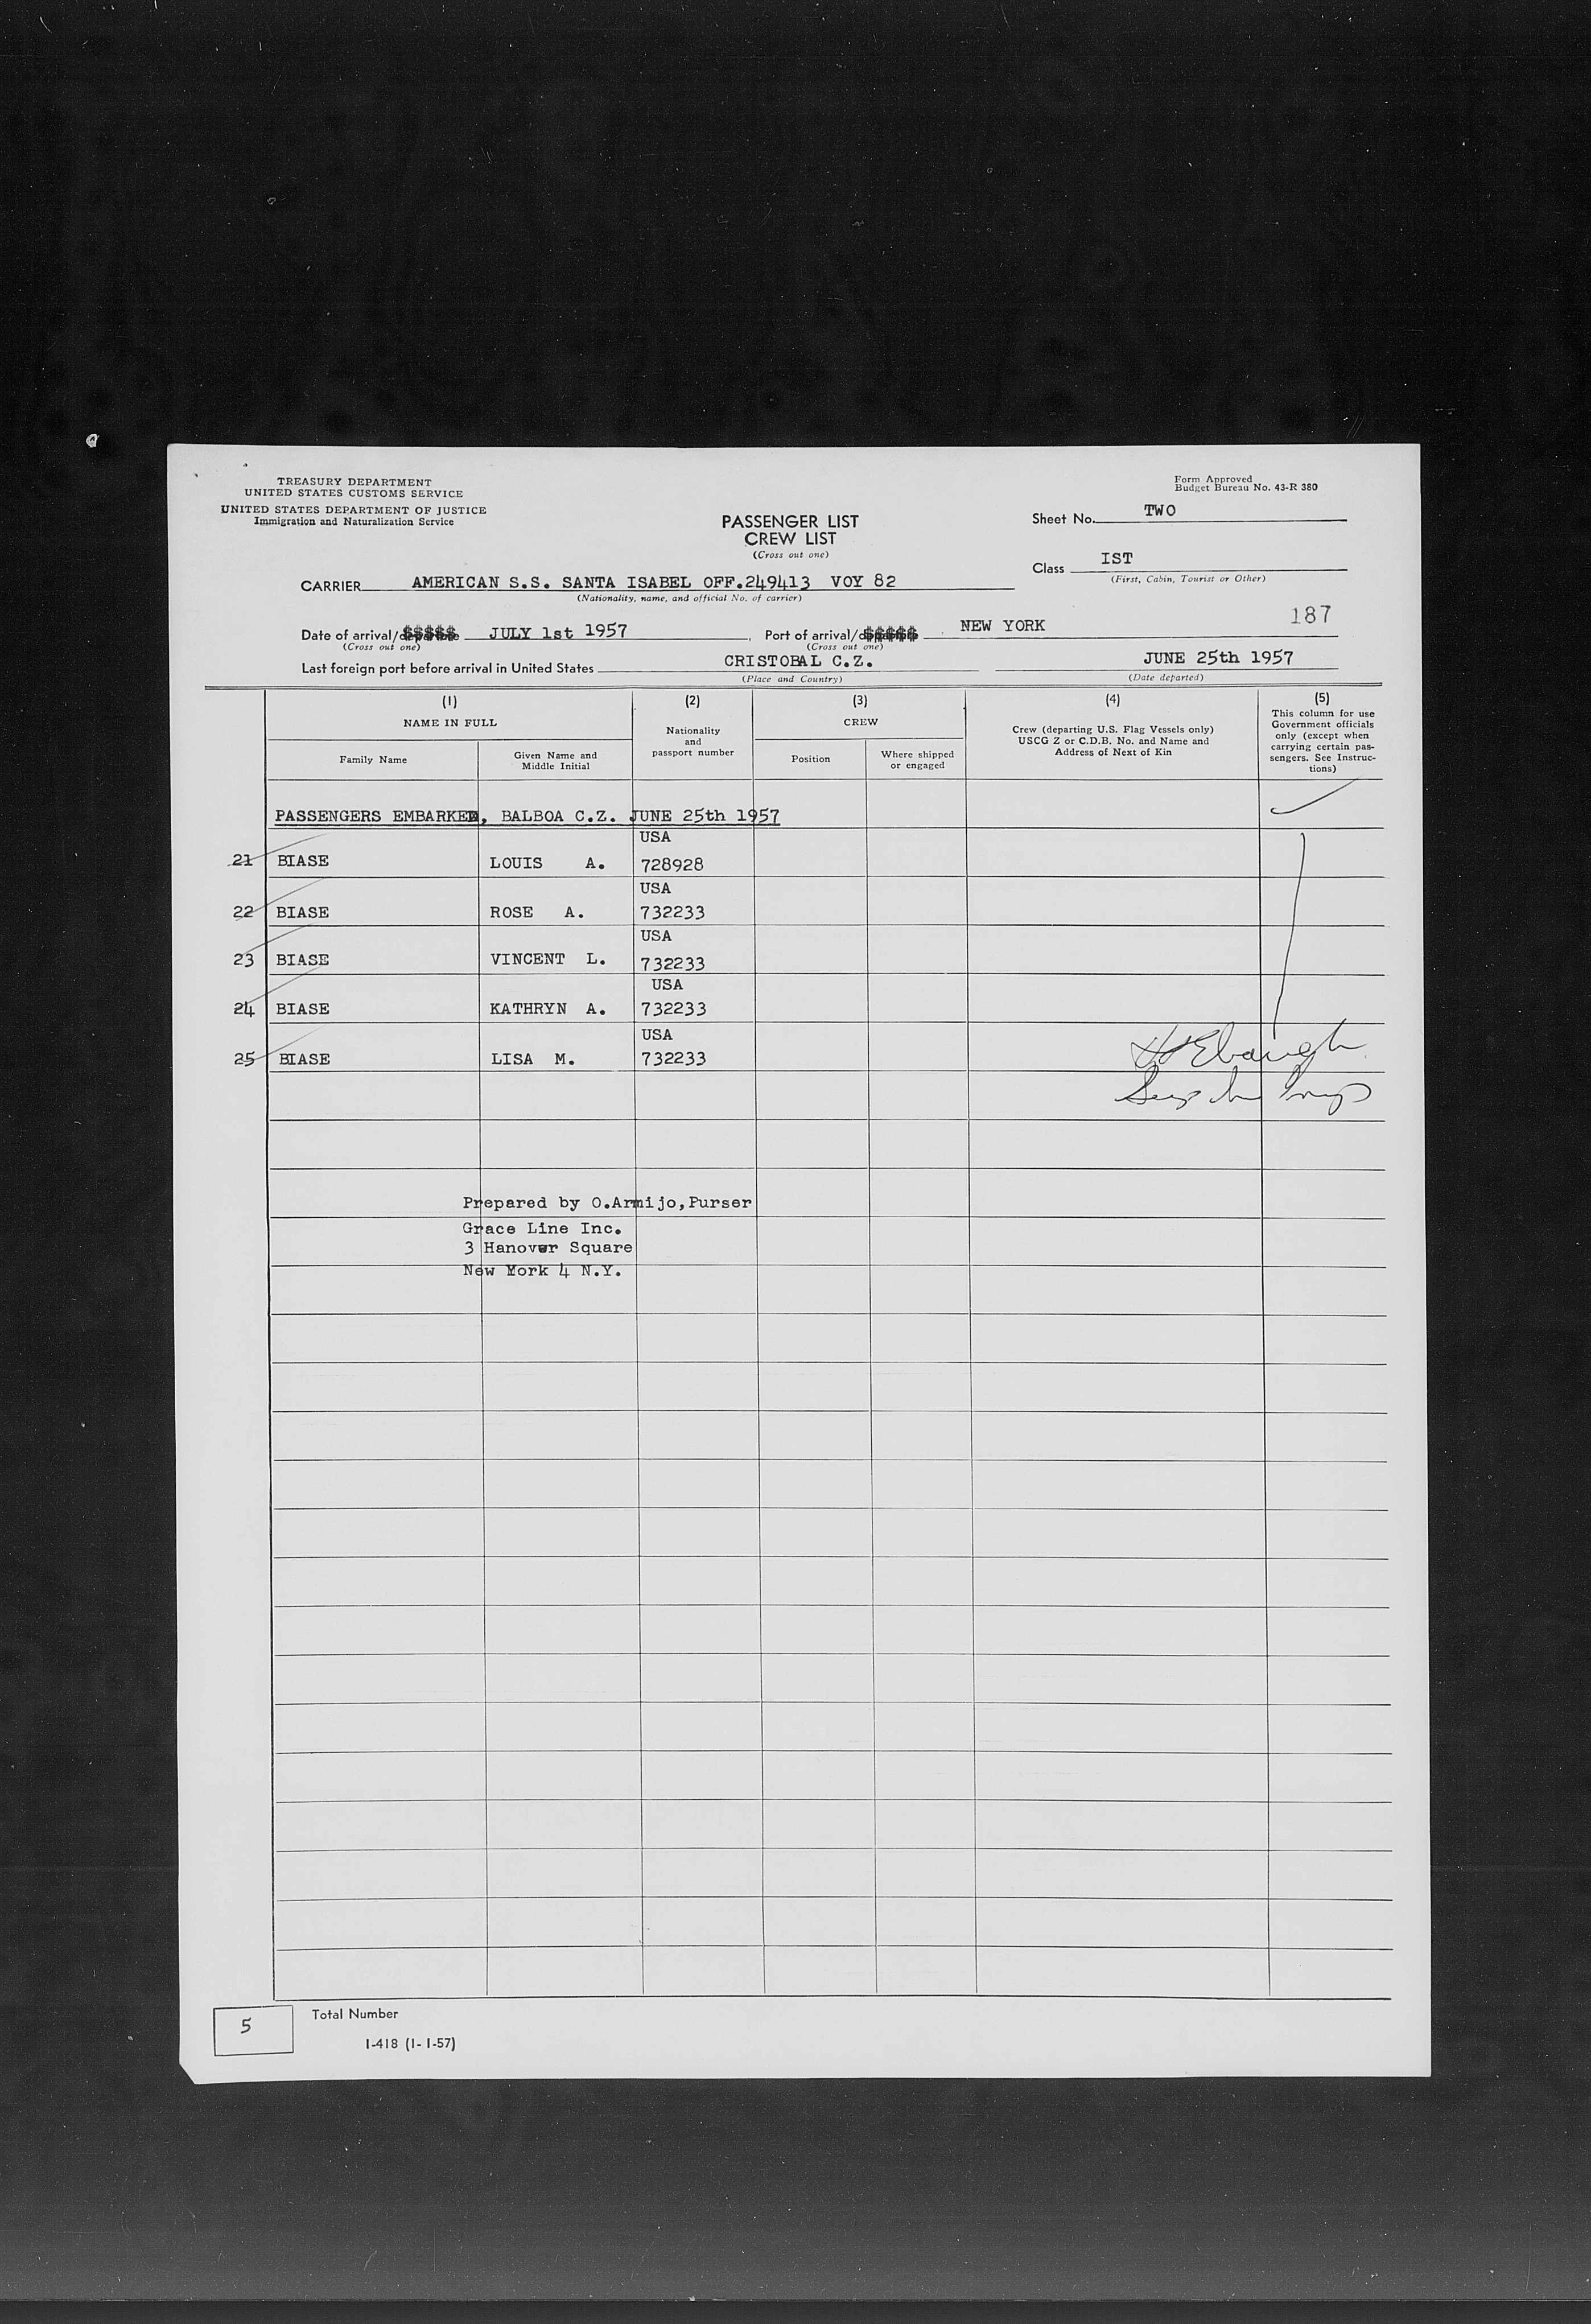 TREASURY DEPARTMENT
UNITED STATES CUSTOMS SERVICE
UNITED STATES DEPARTMENT OF JUSTICE
Immigration and Naturalization Service
Form Approved
Budget Bureau No. 43-R 380
PASSENGER LIST
CREW LIST
(Cross out one)
Sheet No. TWO
Class IST
(First, Cabin, Tourist or Other)
CARRIER AMERICAN S.S. SANTA ISABEL OFF.249413 VOY 82
(Nationality, name, and official No. of carrier)
187
Date of arrival/departure JULY 1st 1957, Port of arrival/ NEW YORK
(Cross out one) (Cross out one)
Last foreign port before arrival in United States CRISTOBAL C.Z. JUNE 25th 1957
(Place and Country) (Date departed)
(1) (2) (3) (4) (5)
NAME IN FULL
Family Name
Given Name and
Middle Initial
Nationality
and
passport number
CREW
Position
Where shipped
or engaged
Crew (departing U.S. Flag Vessels only)
USCG Z or C.D.B. No. and Name and
Address of Next of Kin
This column for use
Government officials
only (except when
carrying certain pas-
sengers. See Instruc-
tions)
PASSENGERS EMBARKED, BALBOA C.Z. JUNE 25th 1957
USA
21 BIASE LOUIS A. 728928
USA
22 BIASE ROSE A. 732233
USA
23 BIASE VINCENT L. 732233
USA
24 BIASE KATHRYN A. 732233
USA
25 BIASE LISA M. 732233
Ebaugh
Prepared by O.Armijo,Purser
Grace Line Inc.
3 Hanover Square
New York 4 N.Y.
5 Total Number
I-418 (1-1-57)